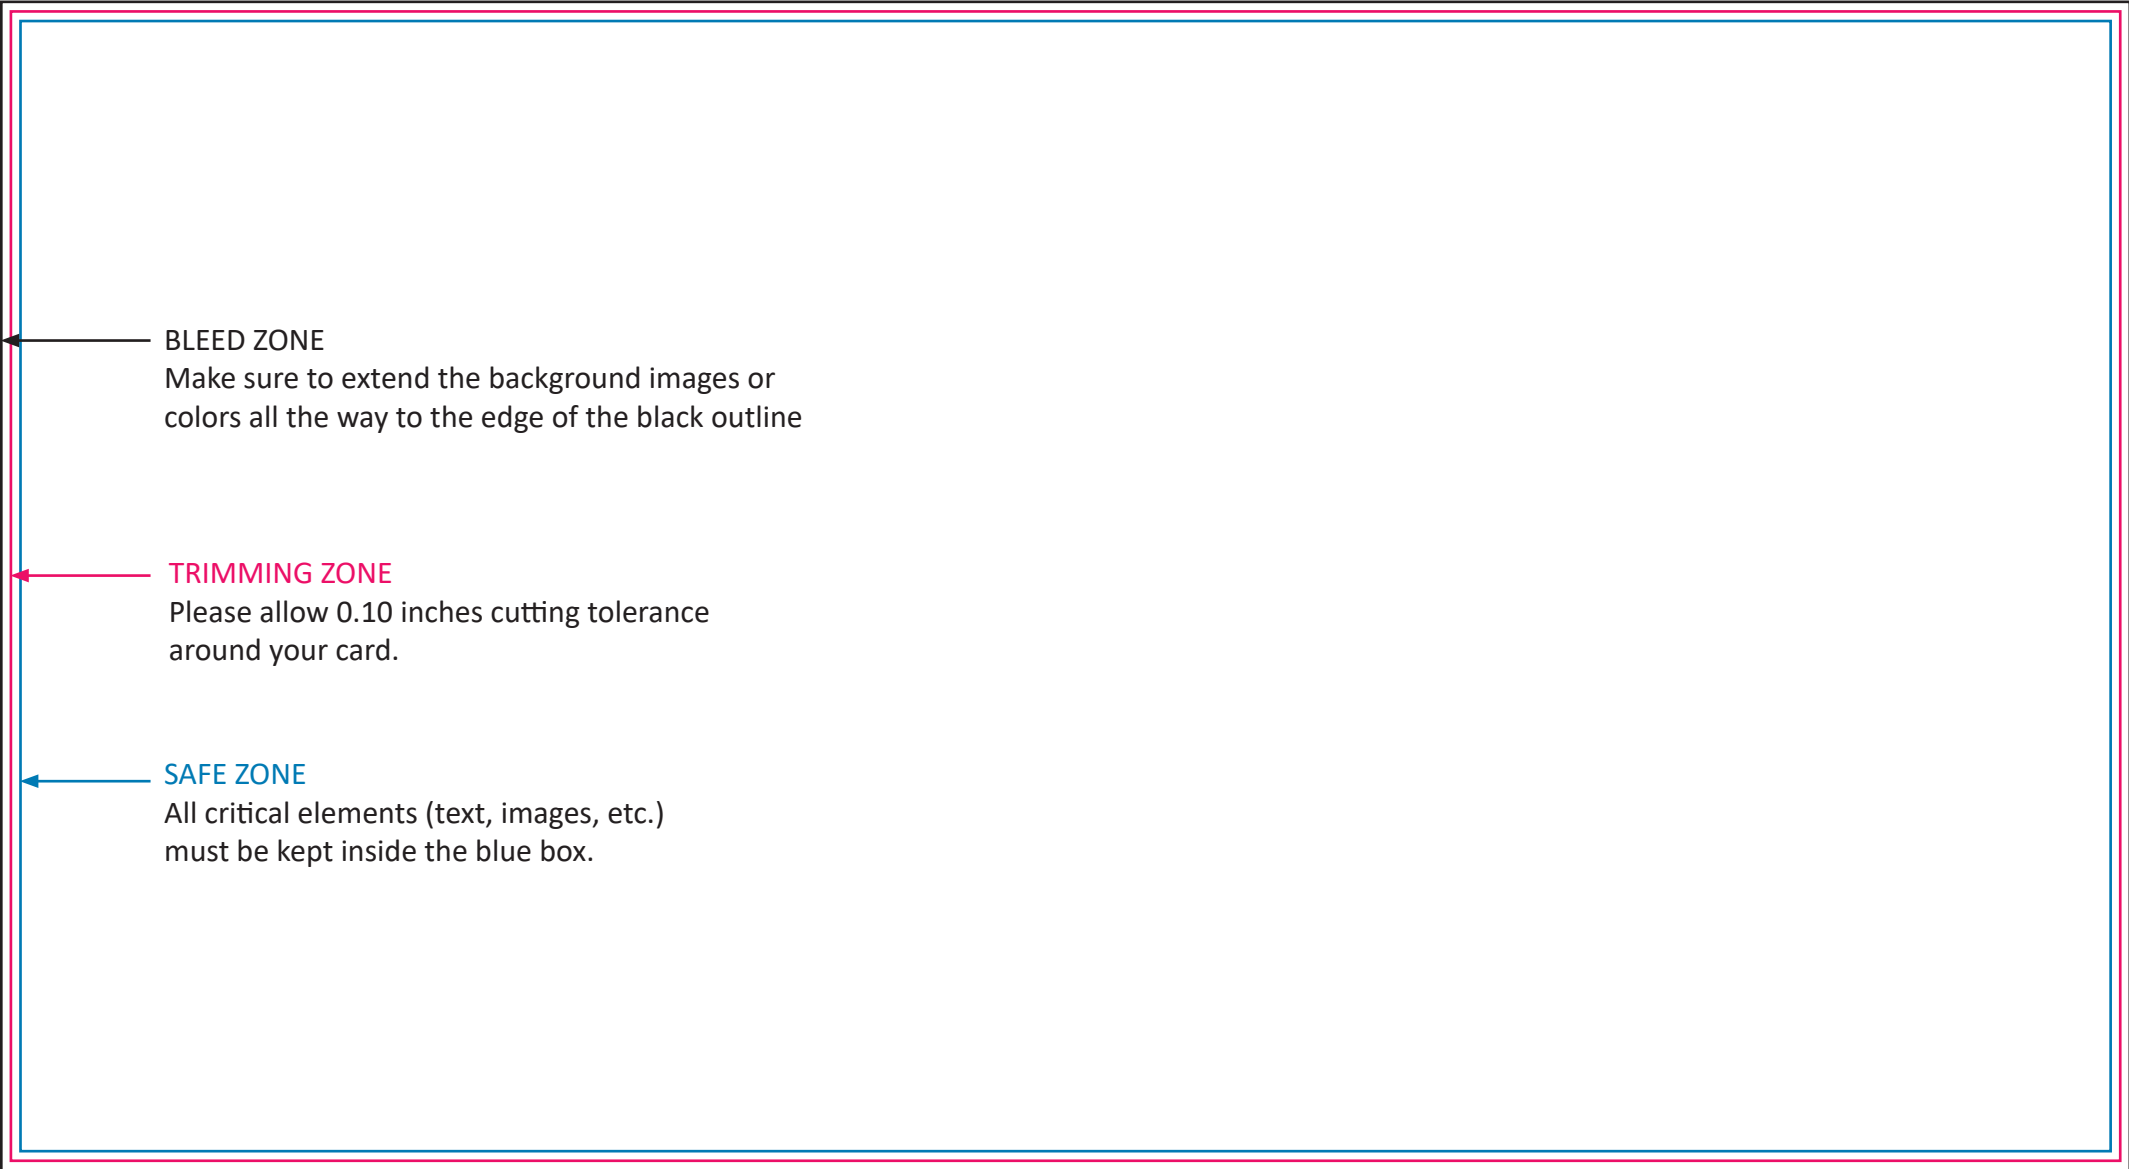 BLEED ZONE
Make sure to extend the background images or
colors all the way to the edge of the black outline
TRIMMING ZONE
Please allow 0.10 inches cutting tolerance
around your card.
SAFE ZONE
All critical elements (text, images, etc.)
must be kept inside the blue box.